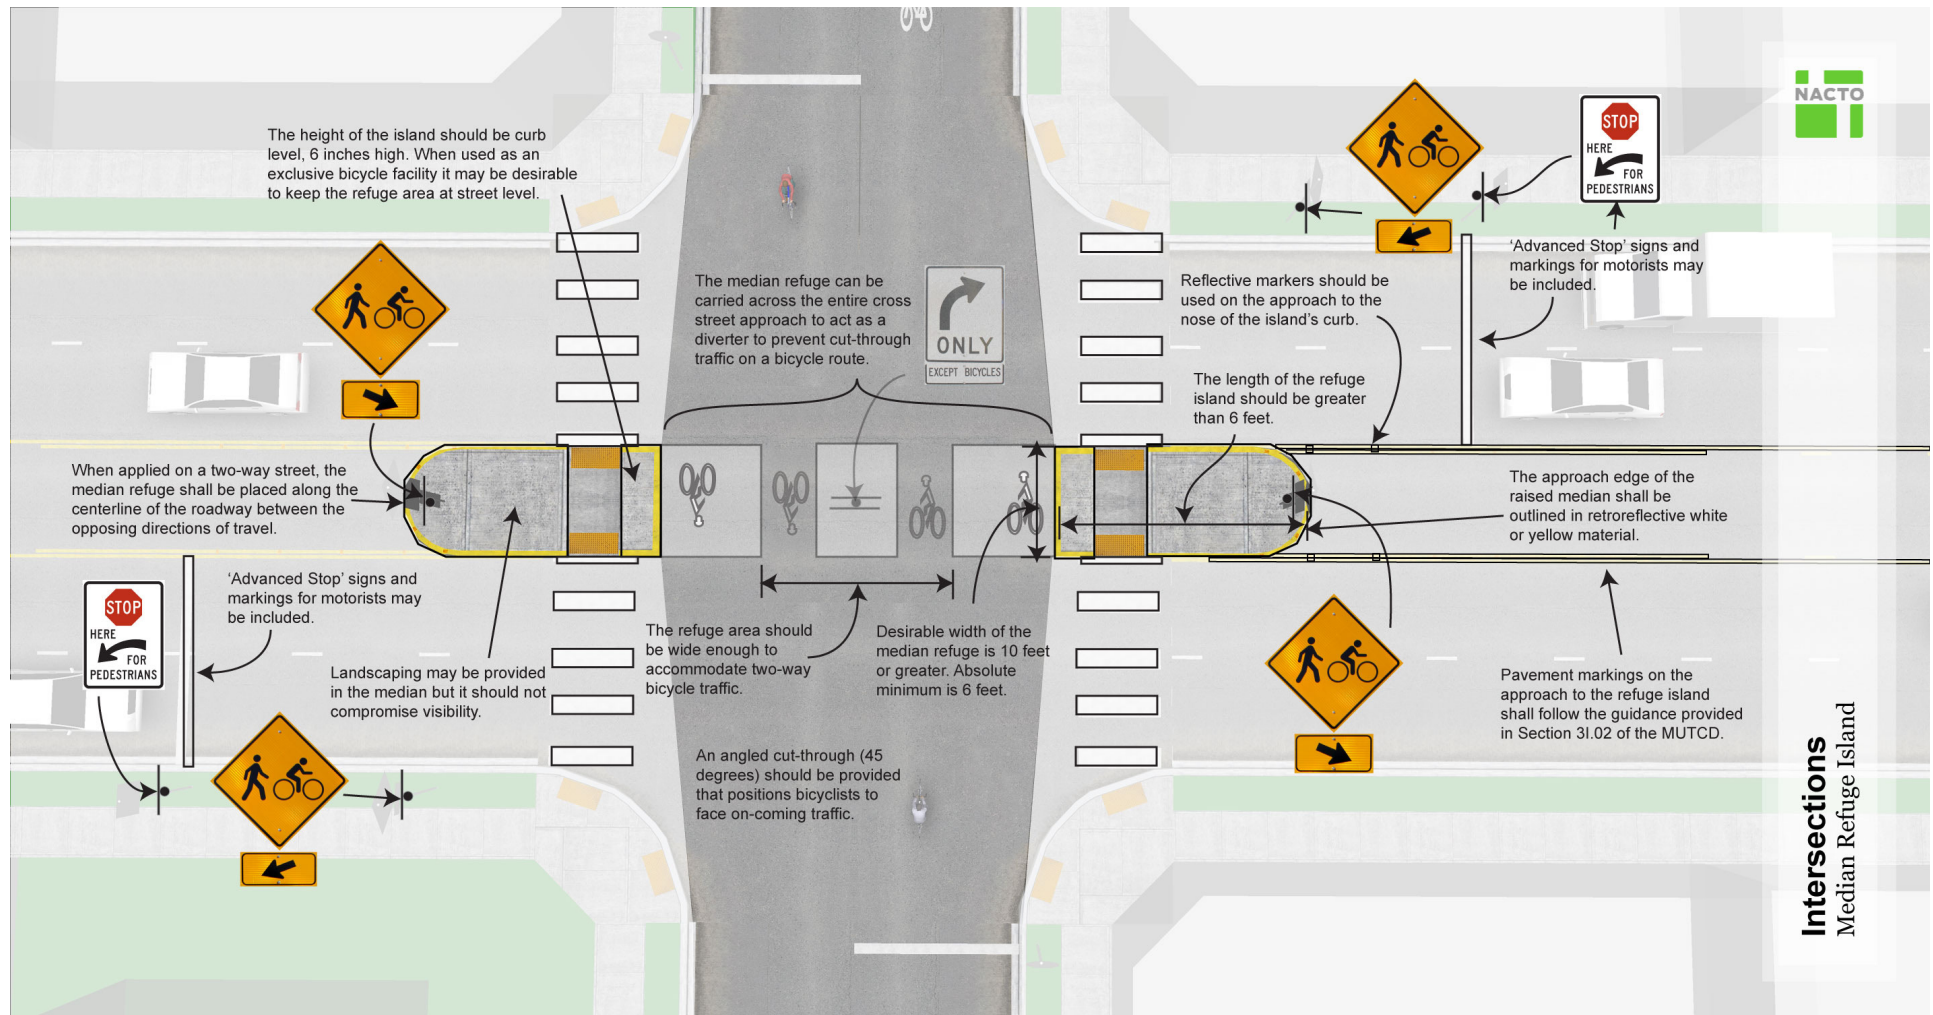 NACTO
The height of the island should be curb
level, 6 inches high. When used as an
exclusive bicycle facility it may be desirable
to keep the refuge area at street level.
STOP
HERE
FOR
PEDESTRIANS
'Advanced Stop' signs and
markings for motorists may
be included.
The median refuge can be
carried across the entire cross
street approach to act as a
diverter to prevent cut-through
traffic on a bicycle route.
ONLY
EXCEPT BICYCLES
Reflective markers should be
used on the approach to the
nose of the island's curb.
The length of the refuge
island should be greater
than 6 feet.
When applied on a two-way street, the
median refuge shall be placed along the
centerline of the roadway between the
opposing directions of travel.
The approach edge of the
raised median shall be
outlined in retroreflective white
or yellow material.
STOP
HERE
FOR
PEDESTRIANS
'Advanced Stop' signs and
markings for motorists may
be included.
Landscaping may be provided
in the median but it should not
compromise visibility.
The refuge area should
be wide enough to
accommodate two-way
bicycle traffic.
Desirable width of the
median refuge is 10 feet
or greater. Absolute
minimum is 6 feet.
Pavement markings on the
approach to the refuge island
shall follow the guidance provided
in Section 3I.02 of the MUTCD.
An angled cut-through (45
degrees) should be provided
that positions bicyclists to
face on-coming traffic.
Intersections
Median Refuge Island